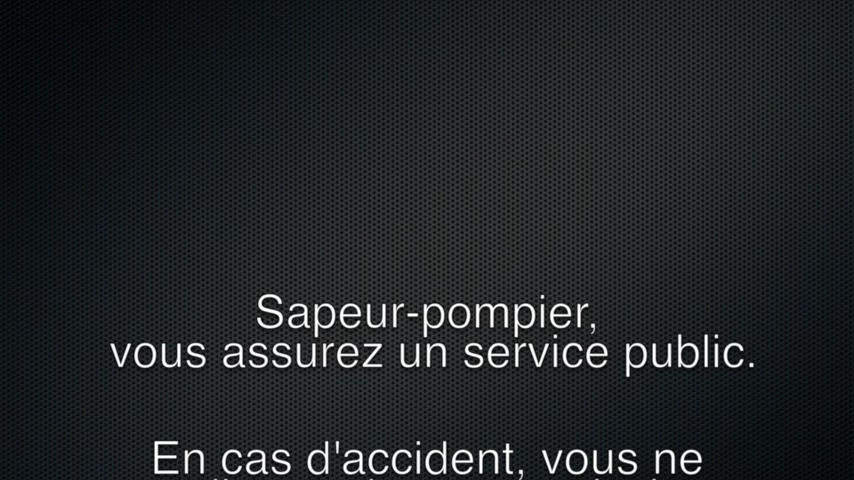 Sapeur-pompier,
vous assurez un service public.
En cas d'accident, vous ne